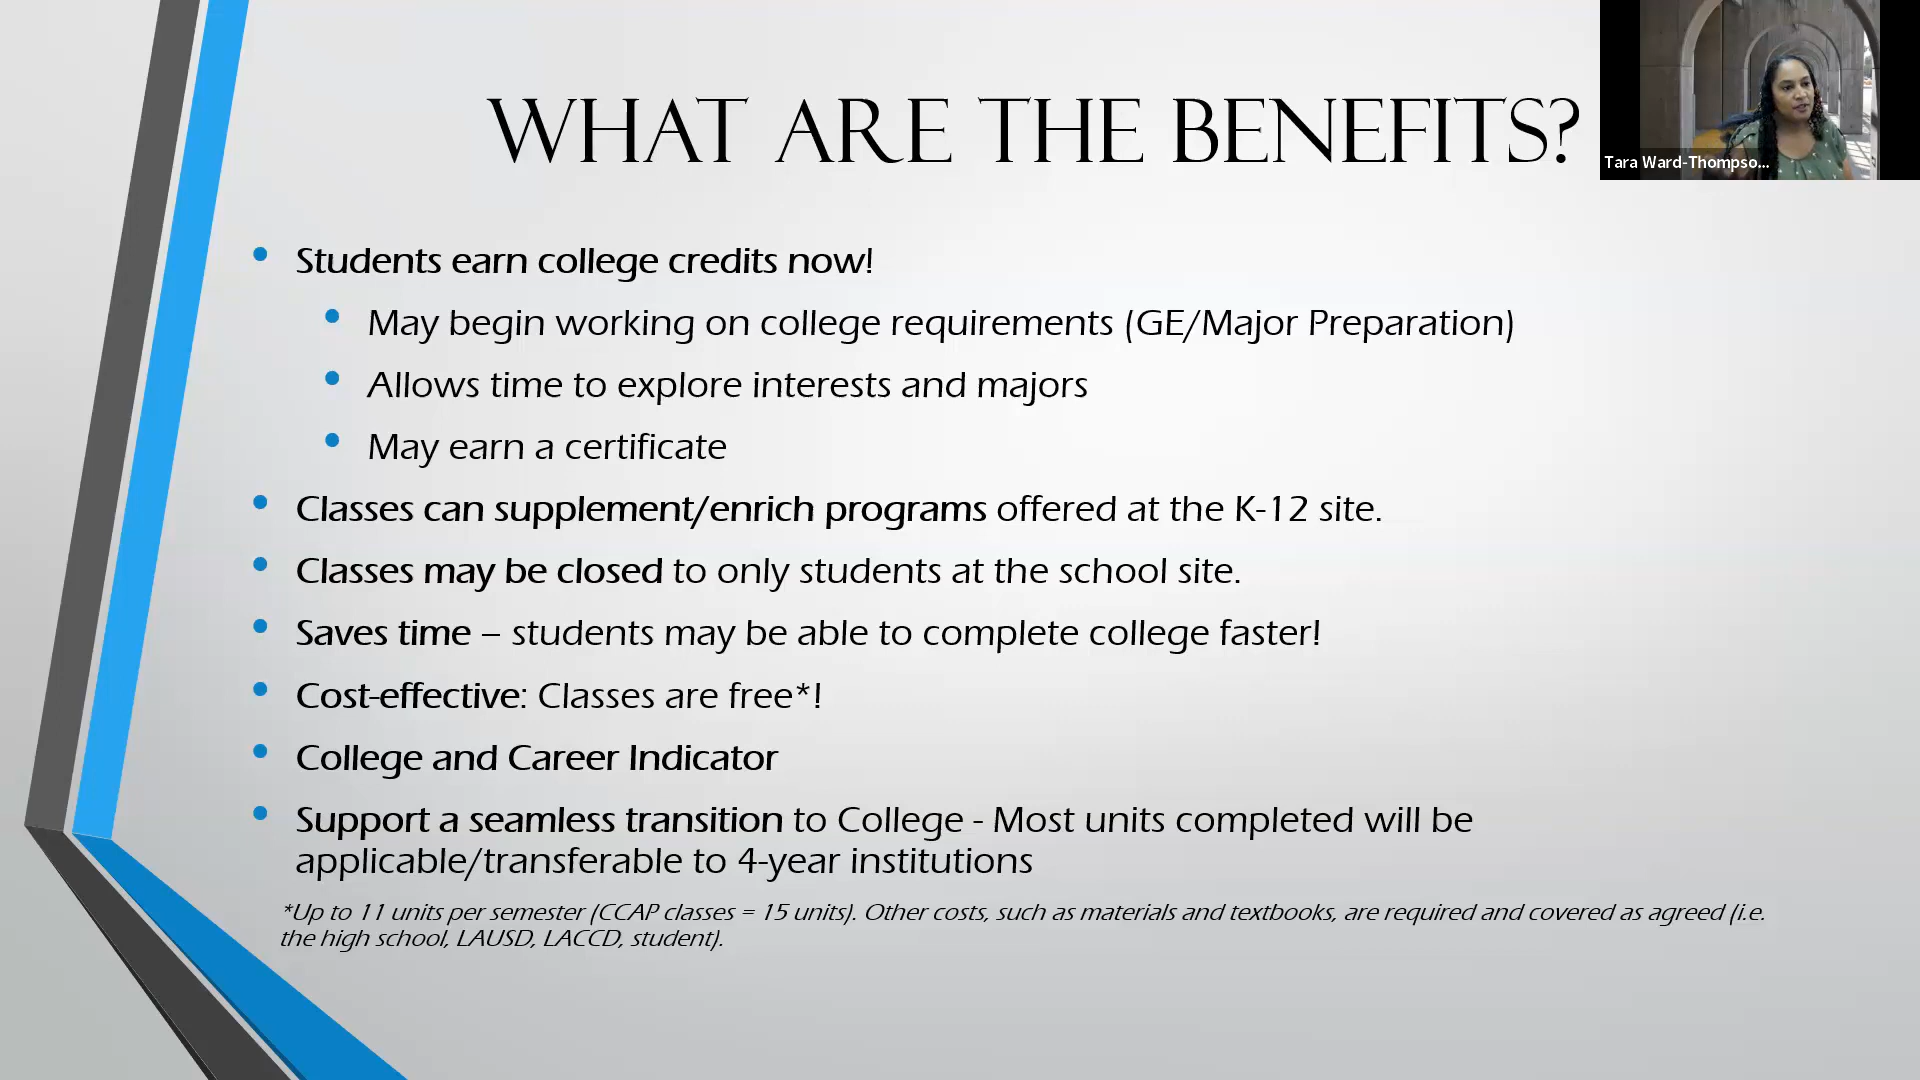 WHAT ARE THE BENEFITS?
Tara Ward-Thompso...
• Students earn college credits now!
• May begin working on college requirements (GE/Major Preparation)
• Allows time to explore interests and majors
• May earn a certificate
• Classes can supplement/enrich programs offered at the K-12 site.
• Classes may be closed to only students at the school site.
• Saves time – students may be able to complete college faster!
• Cost-effective: Classes are free*!
• College and Career Indicator
• Support a seamless transition to College - Most units completed will be
applicable/transferable to 4-year institutions
*Up to 11 units per semester (CCAP classes = 15 units). Other costs, such as materials and textbooks, are required and covered as agreed (i.e.
the high school, LAUSD, LACCD, student).